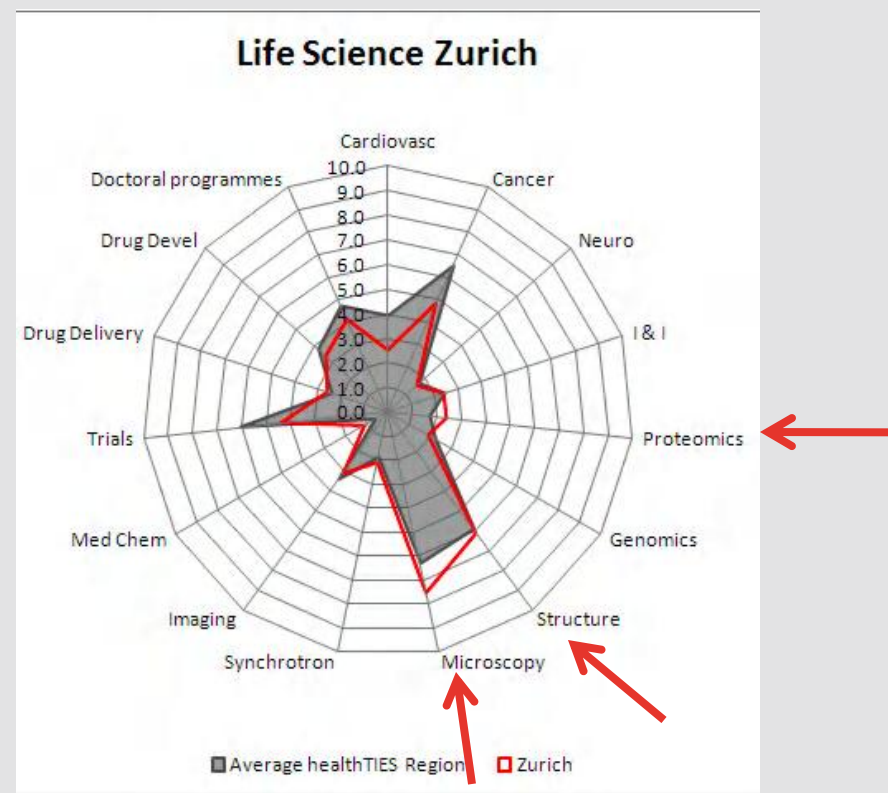 Life Science Zurich
Cardiovasc
Doctoral programmes
Cancer
Drug Devel
Neuro
Drug Delivery
I & I
Trials
Proteomics
Med Chem
Genomics
Imaging
Structure
Synchrotron
Microscopy
10.0
9.0
8.0
7.0
6.0
5.0
4.0
3.0
2.0
1.0
0.0
Average healthTIES Region
Zurich